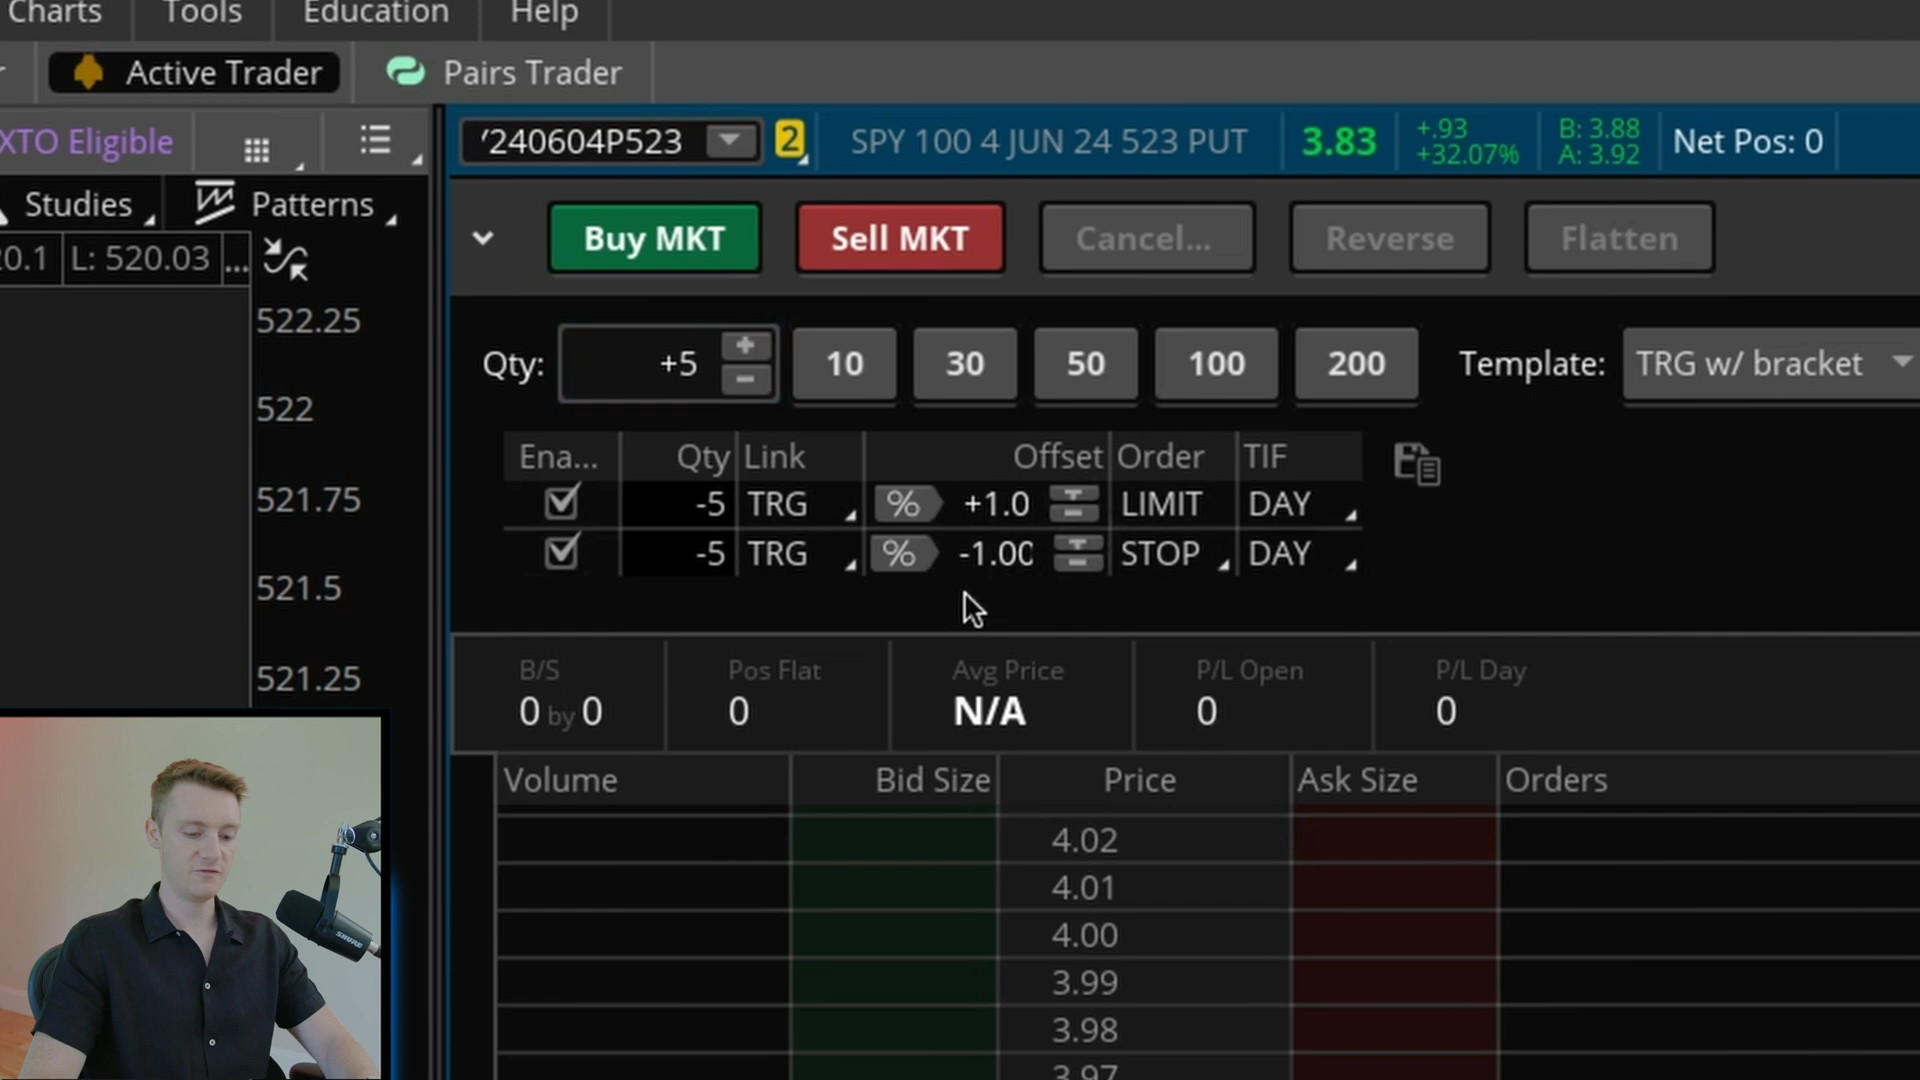 Charts Tools Education Help
Active Trader Pairs Trader
XTO Eligible
240604P523 2 SPY 100 4 JUN 24 523 PUT 3.83 +.93 +32.07% B: 3.88 A: 3.92 Net Pos: 0
Studies Patterns
20.1 L: 520.03 ...
Buy MKT Sell MKT Cancel... Reverse Flatten
522.25
522
521.75
521.5
521.25
Qty: +5 10 30 50 100 200 Template: TRG w/ bracket
Ena... Qty Link Offset Order TIF
-5 TRG % +1.0 LIMIT DAY
-5 TRG % -1.00 STOP DAY
B/S Pos Flat Avg Price P/L Open P/L Day
0 by 0 0 N/A 0 0
Volume Bid Size Price Ask Size Orders
4.02
4.01
4.00
3.99
3.98
3.97
SHURE